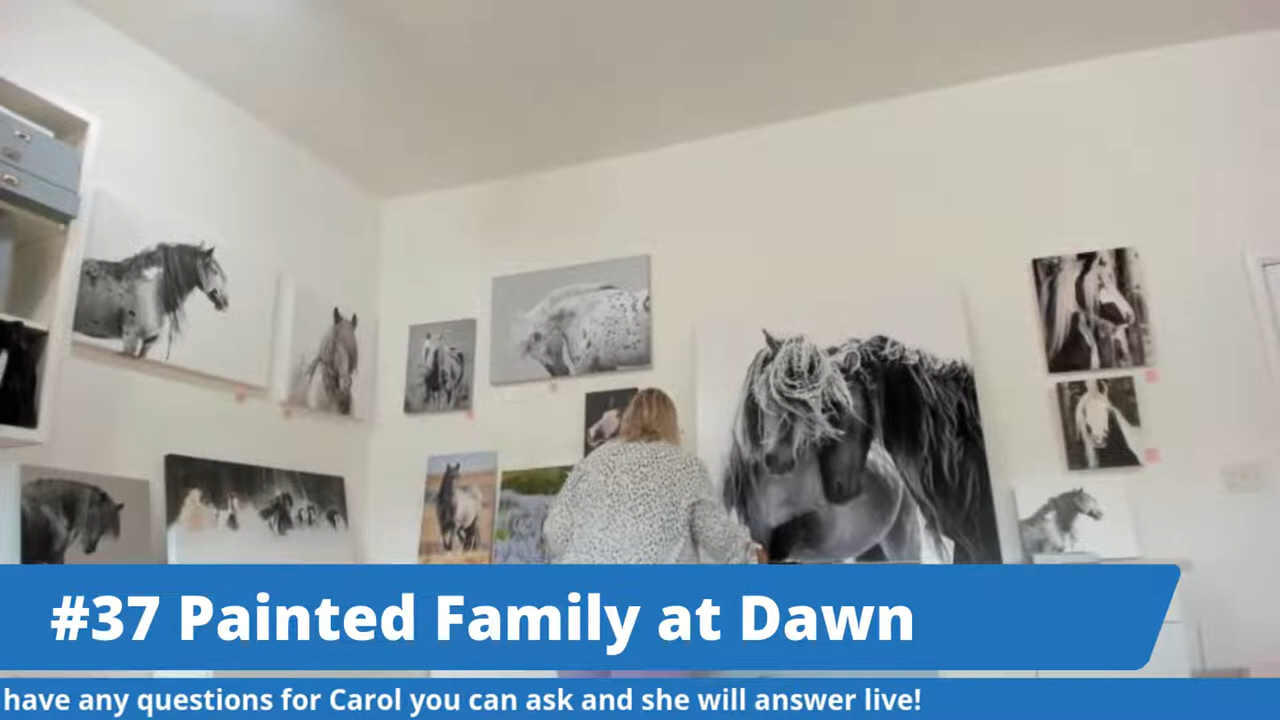 #37 Painted Family at Dawn
have any questions for Carol you can ask and she will answer live!